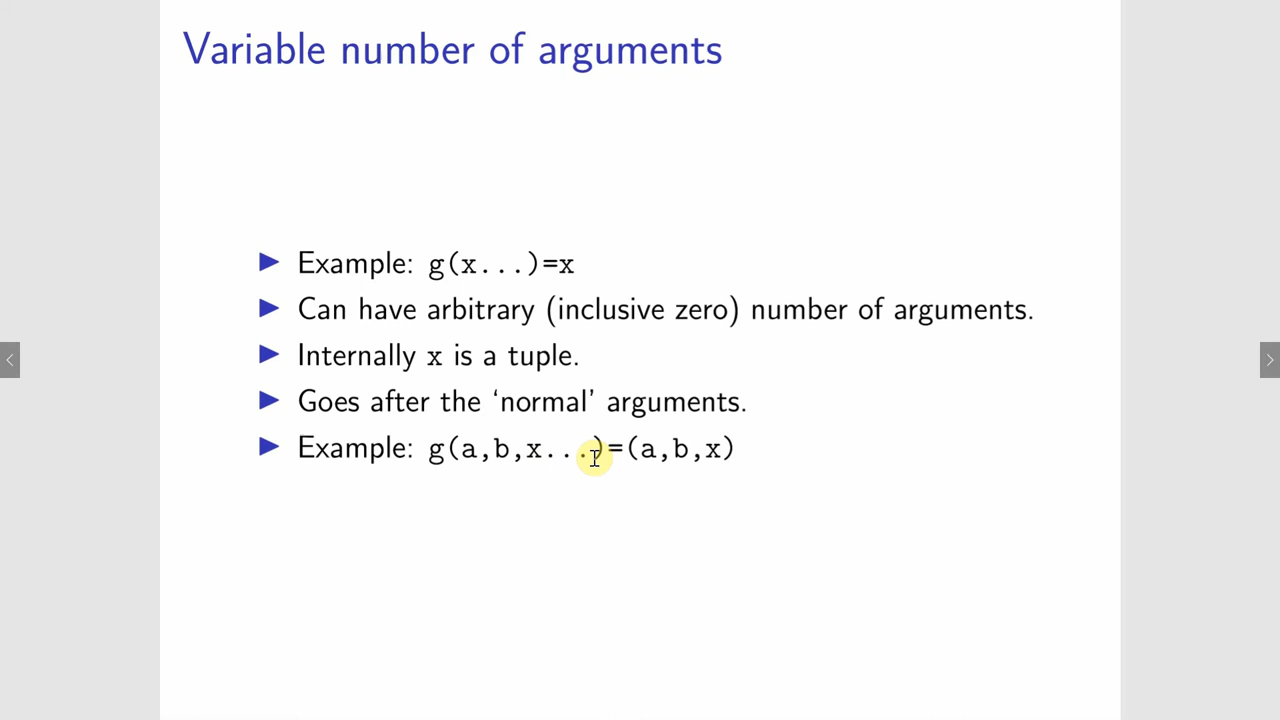 Variable number of arguments
▶ Example: g(x...)=x
▶ Can have arbitrary (inclusive zero) number of arguments.
▶ Internally x is a tuple.
▶ Goes after the ‘normal’ arguments.
▶ Example: g(a,b,x...)=(a,b,x)